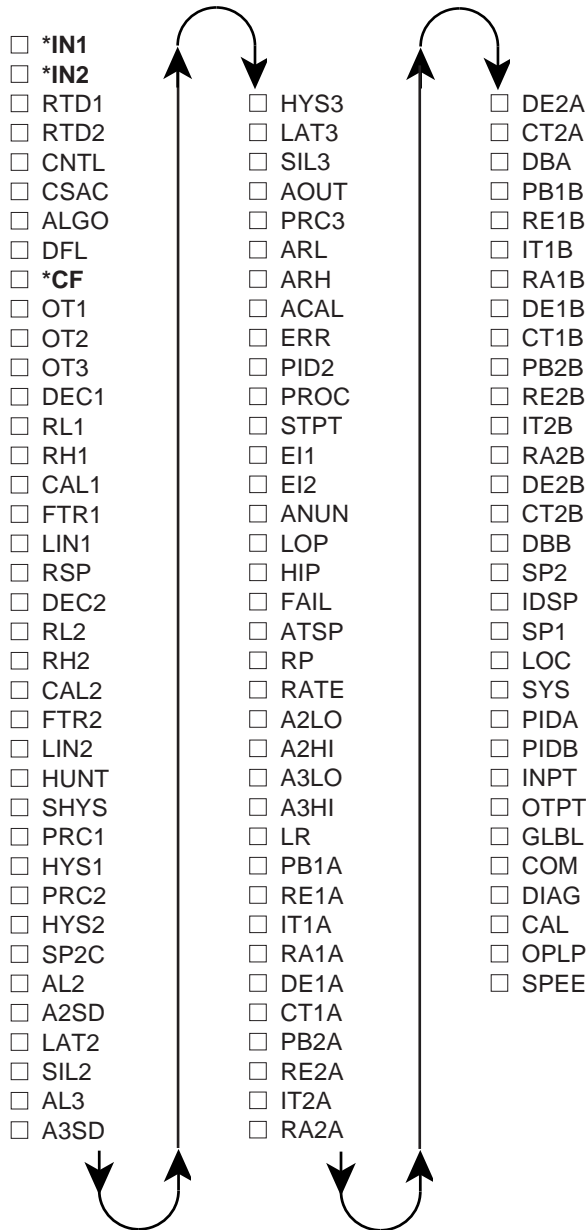 ☐ *IN1
☐ *IN2
☐ RTD1
☐ RTD2
☐ CNTL
☐ CSAC
☐ ALGO
☐ DFL
☐ *CF
☐ OT1
☐ OT2
☐ OT3
☐ DEC1
☐ RL1
☐ RH1
☐ CAL1
☐ FTR1
☐ LIN1
☐ RSP
☐ DEC2
☐ RL2
☐ RH2
☐ CAL2
☐ FTR2
☐ LIN2
☐ HUNT
☐ SHYS
☐ PRC1
☐ HYS1
☐ PRC2
☐ HYS2
☐ SP2C
☐ AL2
☐ A2SD
☐ LAT2
☐ SIL2
☐ AL3
☐ A3SD
☐ HYS3
☐ LAT3
☐ SIL3
☐ AOUT
☐ PRC3
☐ ARL
☐ ARH
☐ ACAL
☐ ERR
☐ PID2
☐ PROC
☐ STPT
☐ EI1
☐ EI2
☐ ANUN
☐ LOP
☐ HIP
☐ FAIL
☐ ATSP
☐ RP
☐ RATE
☐ A2LO
☐ A2HI
☐ A3LO
☐ A3HI
☐ LR
☐ PB1A
☐ RE1A
☐ IT1A
☐ RA1A
☐ DE1A
☐ CT1A
☐ PB2A
☐ RE2A
☐ IT2A
☐ RA2A
☐ DE2A
☐ CT2A
☐ DBA
☐ PB1B
☐ RE1B
☐ IT1B
☐ RA1B
☐ DE1B
☐ CT1B
☐ PB2B
☐ RE2B
☐ IT2B
☐ RA2B
☐ DE2B
☐ CT2B
☐ DBB
☐ SP2
☐ IDSP
☐ SP1
☐ LOC
☐ SYS
☐ PIDA
☐ PIDB
☐ INPT
☐ OTPT
☐ GLBL
☐ COM
☐ DIAG
☐ CAL
☐ OPLP
☐ SPEE